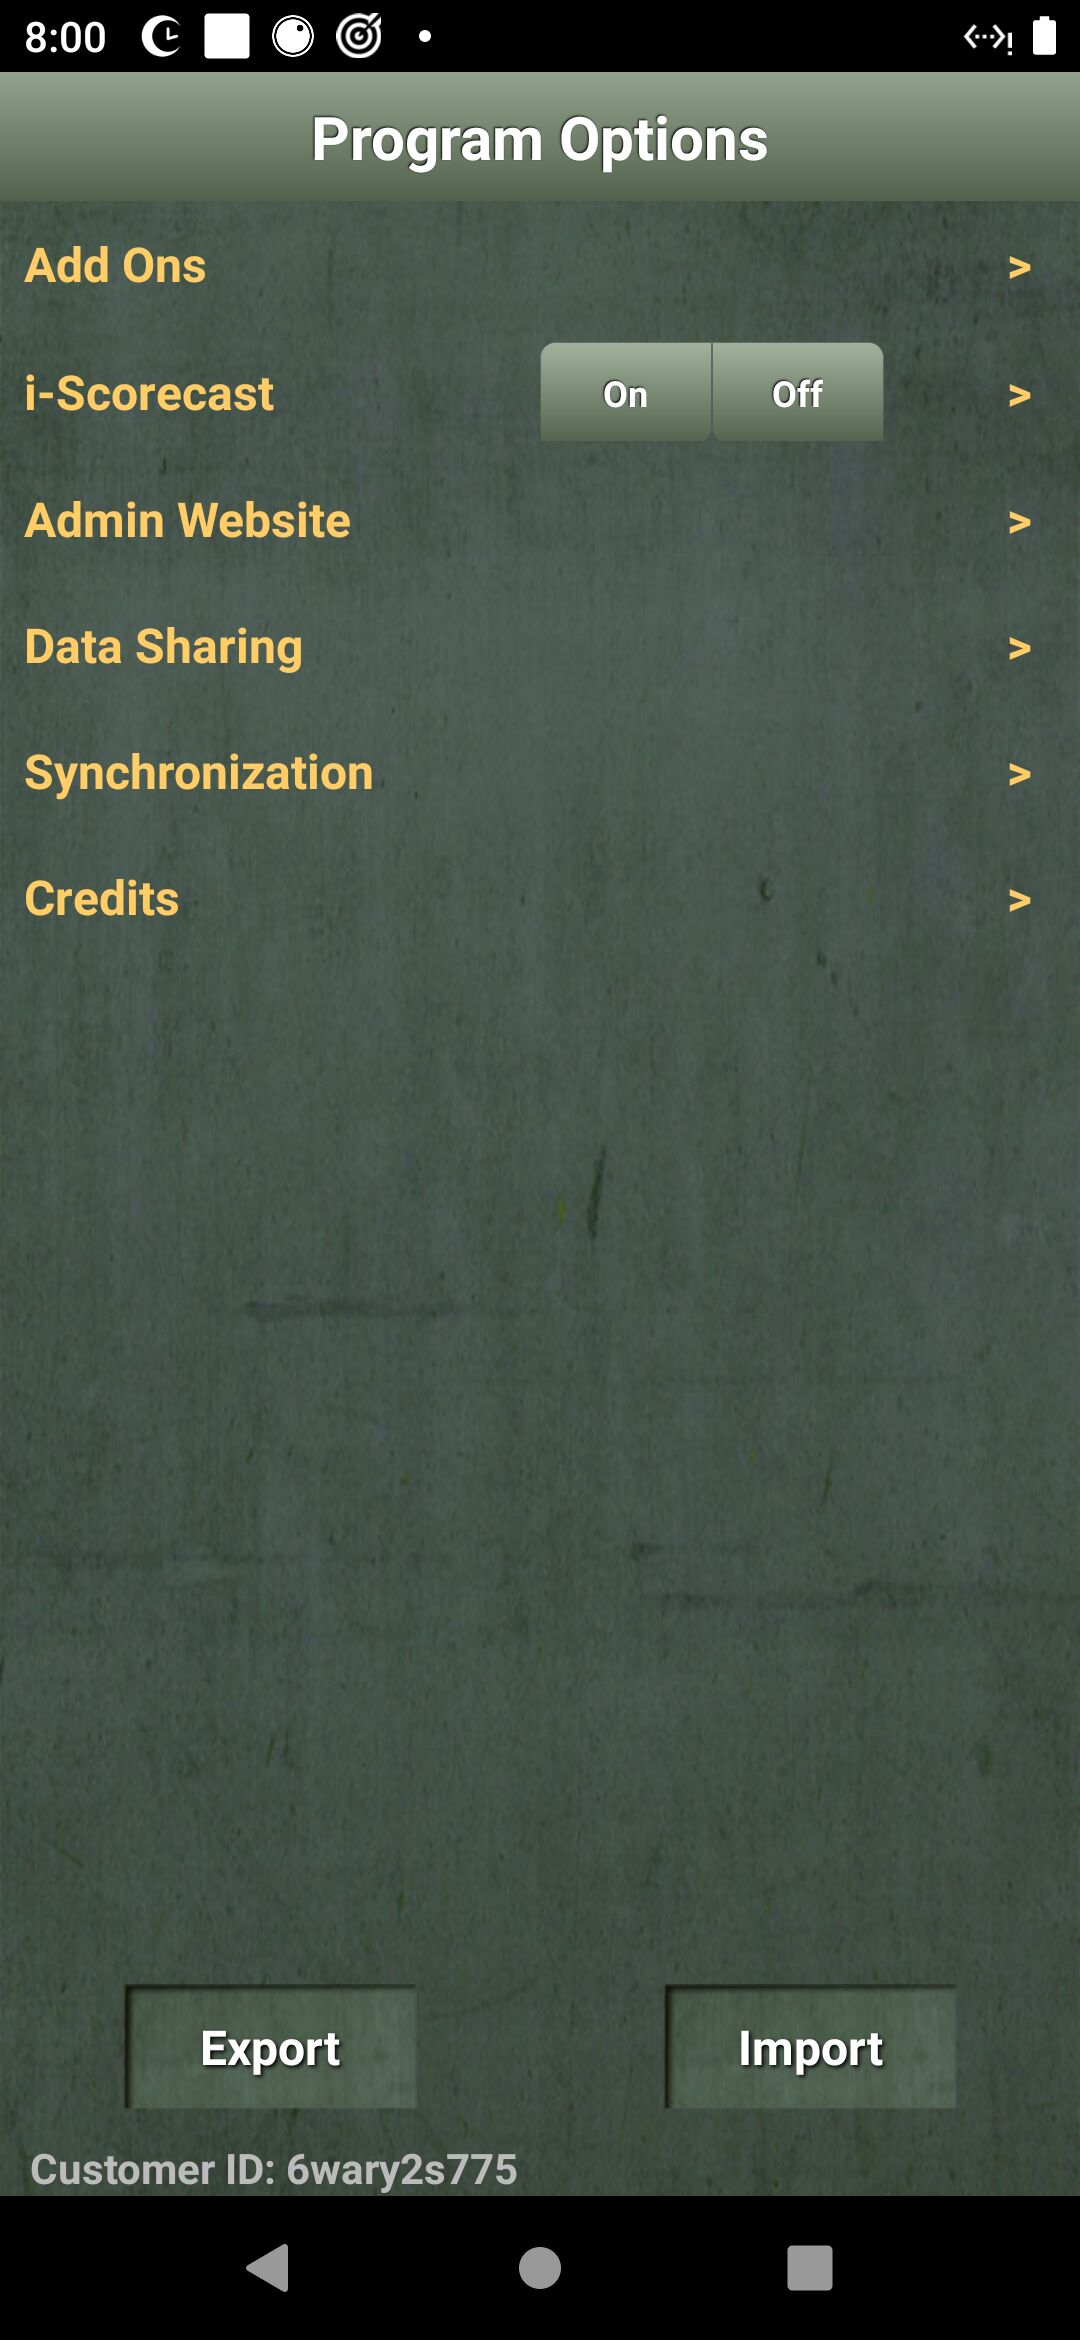 8:00
Program Options
Add Ons >
i-Scorecast On Off >
Admin Website >
Data Sharing >
Synchronization >
Credits >
Export Import
Customer ID: 6wary2s775